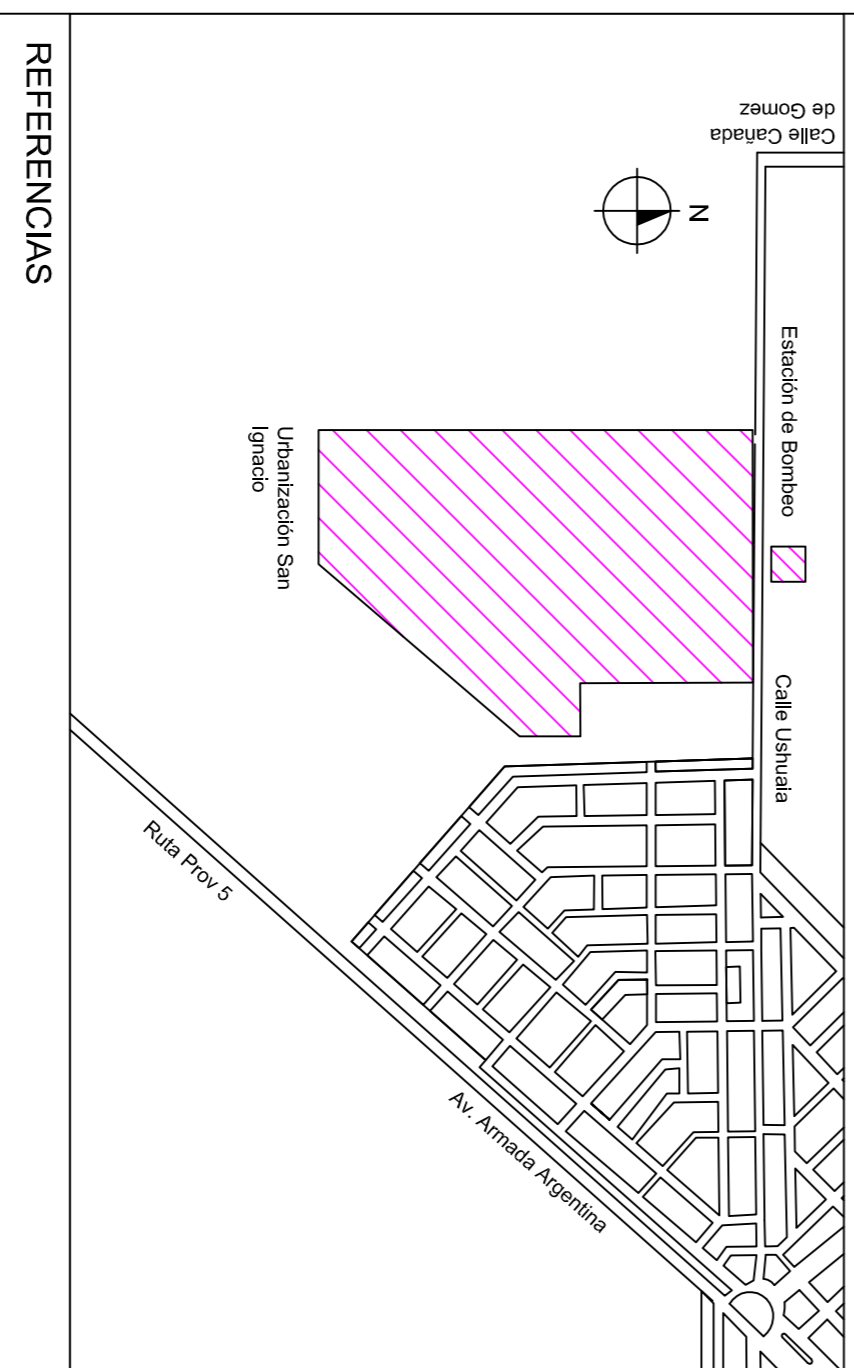 Calle Cañada
de Gomez
N
Estación de Bombeo
Calle Ushuaia
Urbanización San
Ignacio
Ruta Prov 5
Av. Armada Argentina
REFERENCIAS